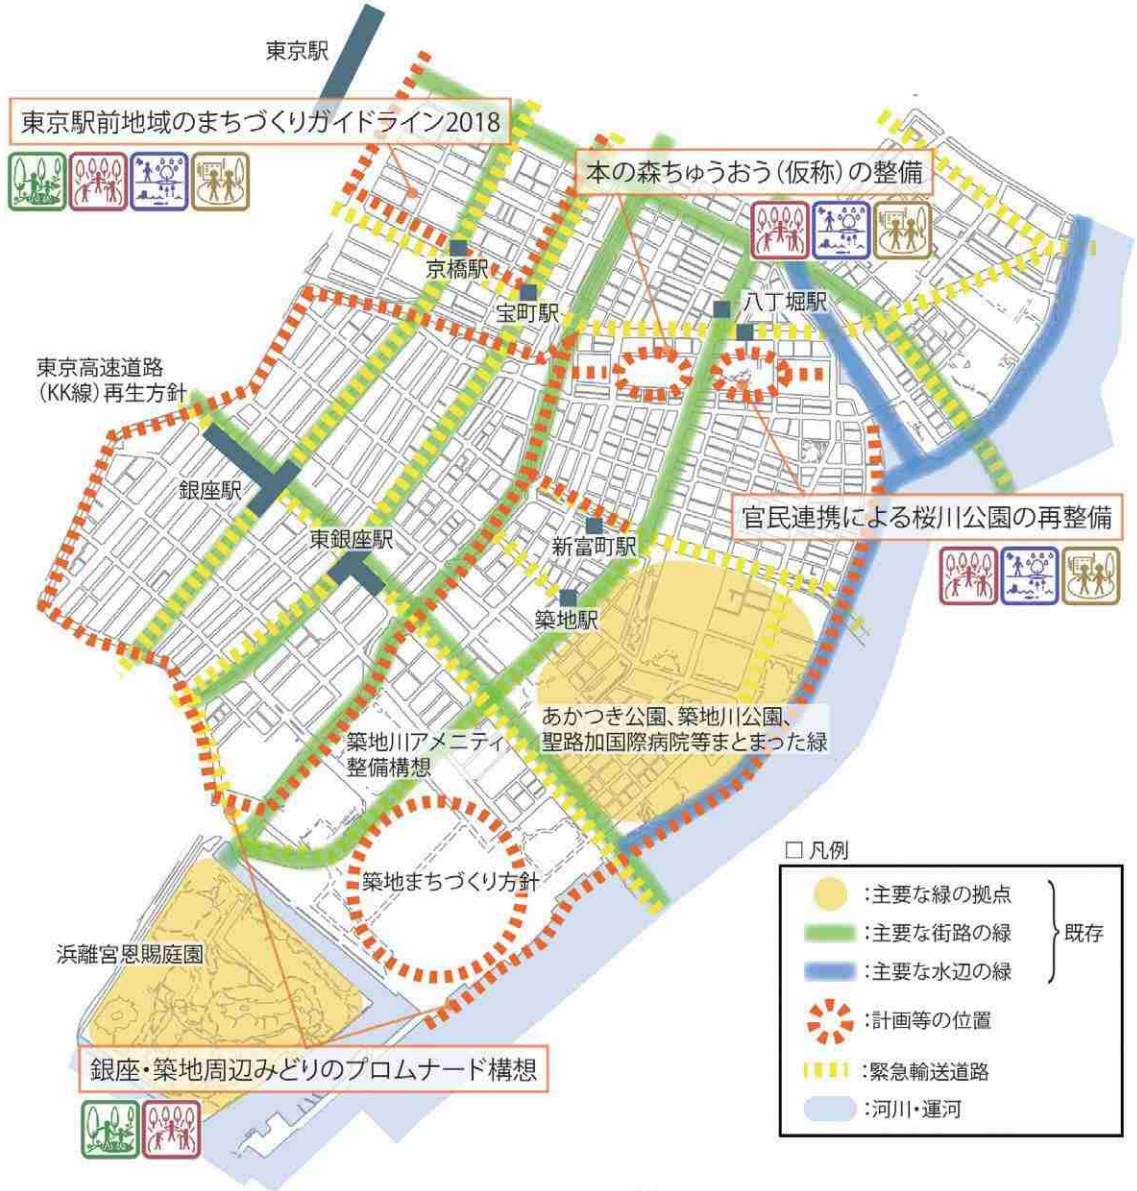 東京駅
東京駅前地域のまちづくりガイドライン2018
本の森ちゅうおう(仮称)の整備
京橋駅
宝町駅
八丁堀駅
東京高速道路
(KK線)再生方針
銀座駅
東銀座駅
新富町駅
官民連携による桜川公園の再整備
築地駅
あかつき公園、築地川公園、
聖路加国際病院等まとまった緑
築地川アメニティ
整備構想
築地まちづくり方針
浜離宮恩賜庭園
銀座・築地周辺みどりのプロムナード構想
□ 凡例
:主要な緑の拠点
:主要な街路の緑
既存
:主要な水辺の緑
:計画等の位置
:緊急輸送道路
:河川・運河